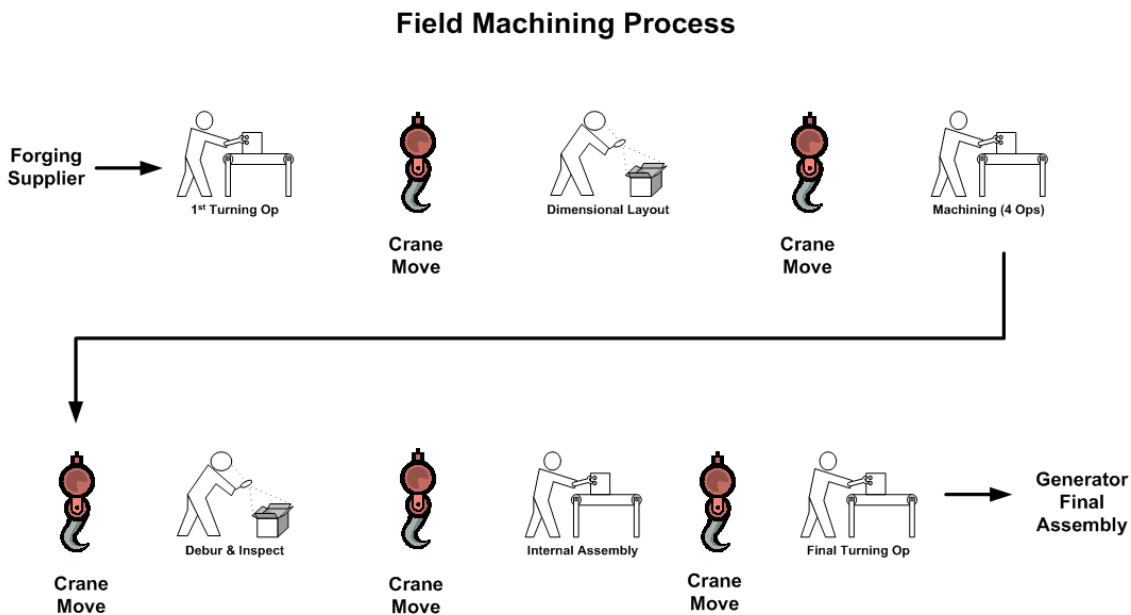 Field Machining Process
Forging
Supplier
1st Turning Op
Crane
Move
Dimensional Layout
Crane
Move
Machining (4 Ops)
Crane
Move
Debur & Inspect
Crane
Move
Internal Assembly
Crane
Move
Final Turning Op
Generator
Final
Assembly